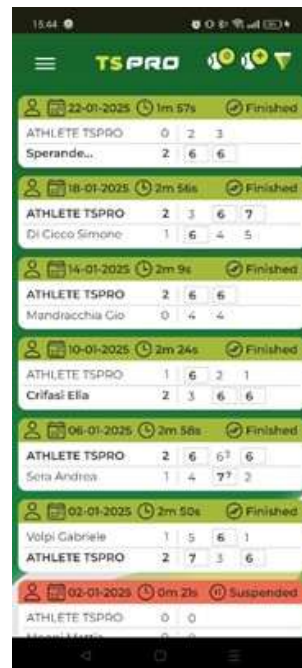 15:44
TSPRO
22-01-2025 1m 57s Finished
ATHLETE TSPRO 0 2 3
Sperande... 2 6 6
18-01-2025 2m 56s Finished
ATHLETE TSPRO 2 3 6 7
Di Cicco Simone 1 6 4 5
14-01-2025 2m 9s Finished
ATHLETE TSPRO 2 6 6
Mandracchia Gio 0 4 4
10-01-2025 2m 24s Finished
ATHLETE TSPRO 1 6 2 1
Crifasi Elia 2 3 6 6
06-01-2025 2m 58s Finished
ATHLETE TSPRO 2 6 6 6
Sera Andrea 1 4 7 2
02-01-2025 2m 50s Finished
Volpi Gabriele 1 5 6 1
ATHLETE TSPRO 2 7 3 6
02-01-2025 0m 21s Suspended
ATHLETE TSPRO 0 0